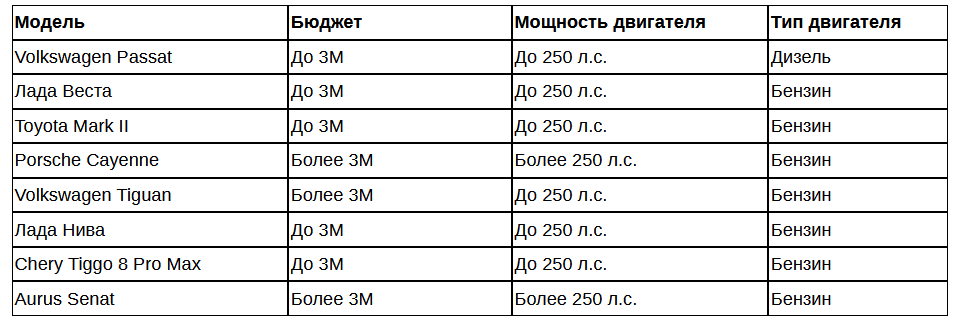 Модель Бюджет Мощность двигателя Тип двигателя
Volkswagen Passat До 3М До 250 л.с. Дизель
Лада Веста До 3М До 250 л.с. Бензин
Toyota Mark II До 3М До 250 л.с. Бензин
Porsche Cayenne Более 3М Более 250 л.с. Бензин
Volkswagen Tiguan Более 3М До 250 л.с. Бензин
Лада Нива До 3М До 250 л.с. Бензин
Chery Tiggo 8 Pro Max До 3М До 250 л.с. Бензин
Aurus Senat Более 3М Более 250 л.с. Бензин